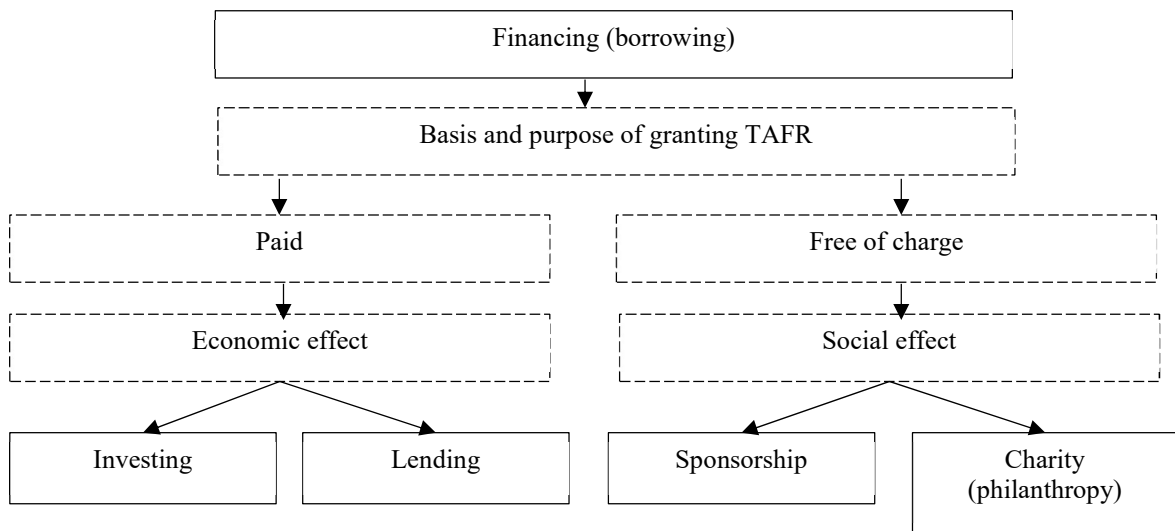 Financing (borrowing)
Basis and purpose of granting TAFR
Paid
Free of charge
Economic effect
Social effect
Investing
Lending
Sponsorship
Charity
(philanthropy)